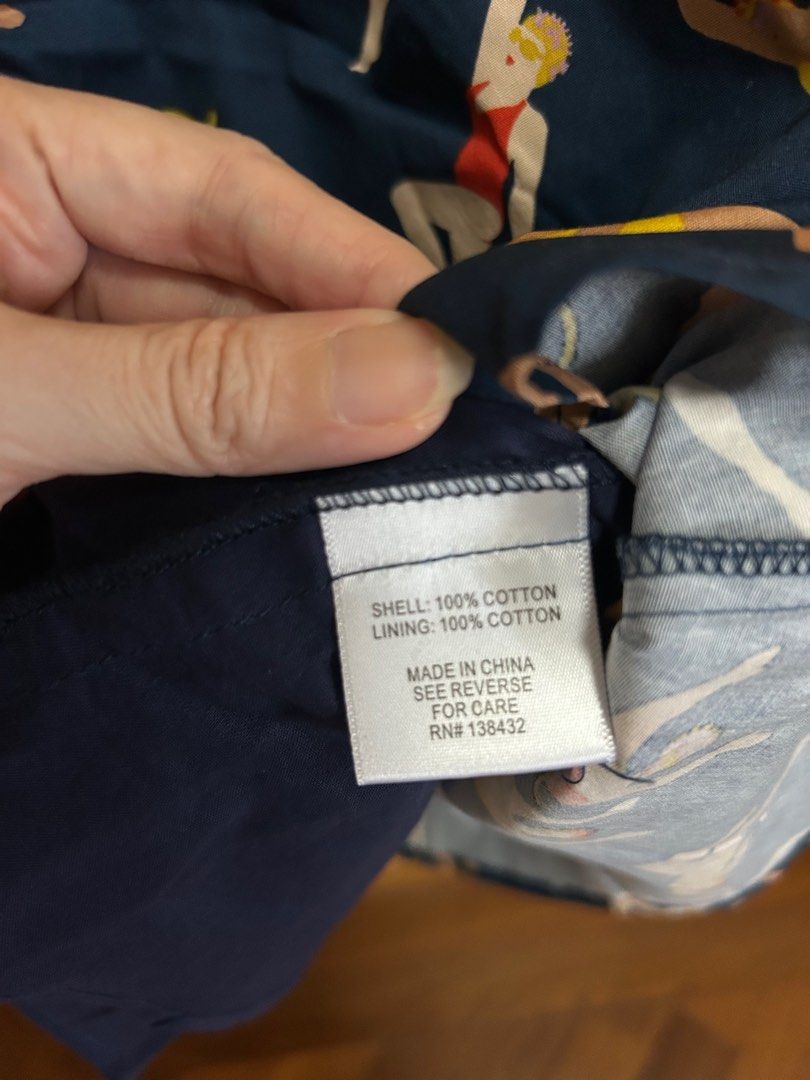 SHELL: 100% COTTON
LINING: 100% COTTON
MADE IN CHINA
SEE REVERSE
FOR CARE
RN# 138432